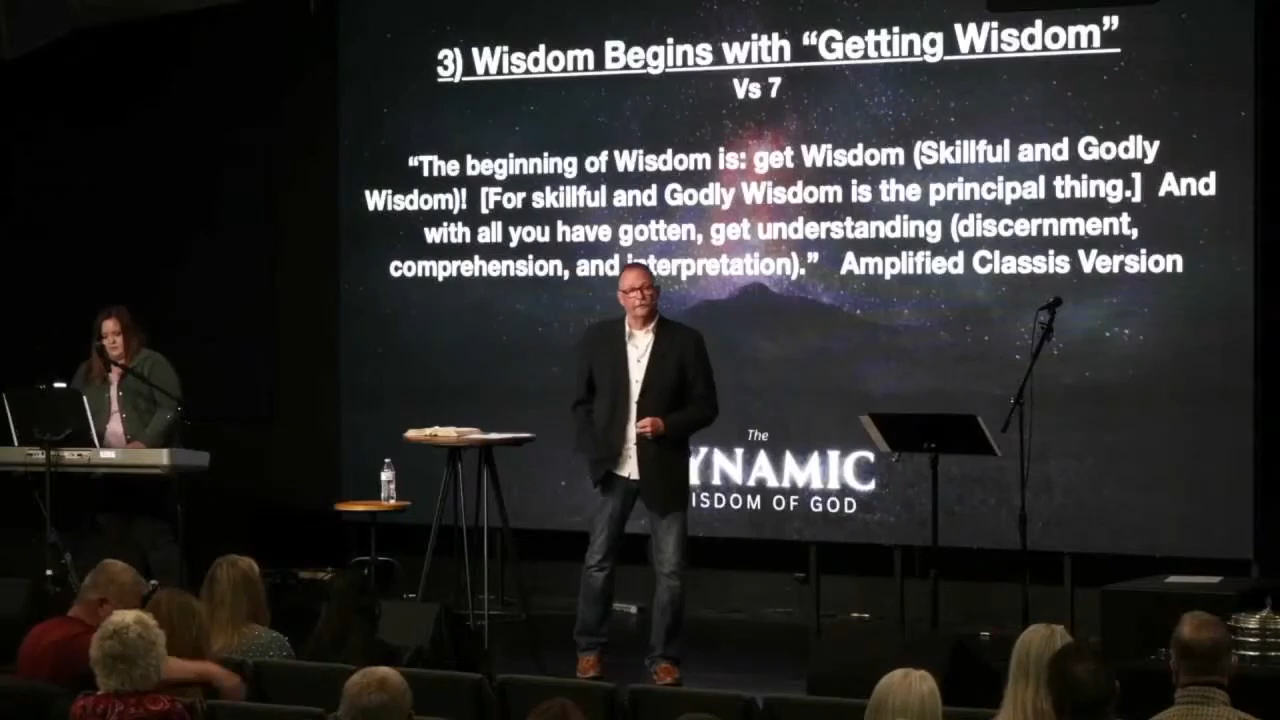 3) Wisdom Begins with “Getting Wisdom”
Vs 7
“The beginning of Wisdom is: get Wisdom (Skillful and Godly
Wisdom)! [For skillful and Godly Wisdom is the principal thing.] And
with all you have gotten, get understanding (discernment,
comprehension, and interpretation).” Amplified Classis Version
The
YNAMIC
ISDOM OF GOD